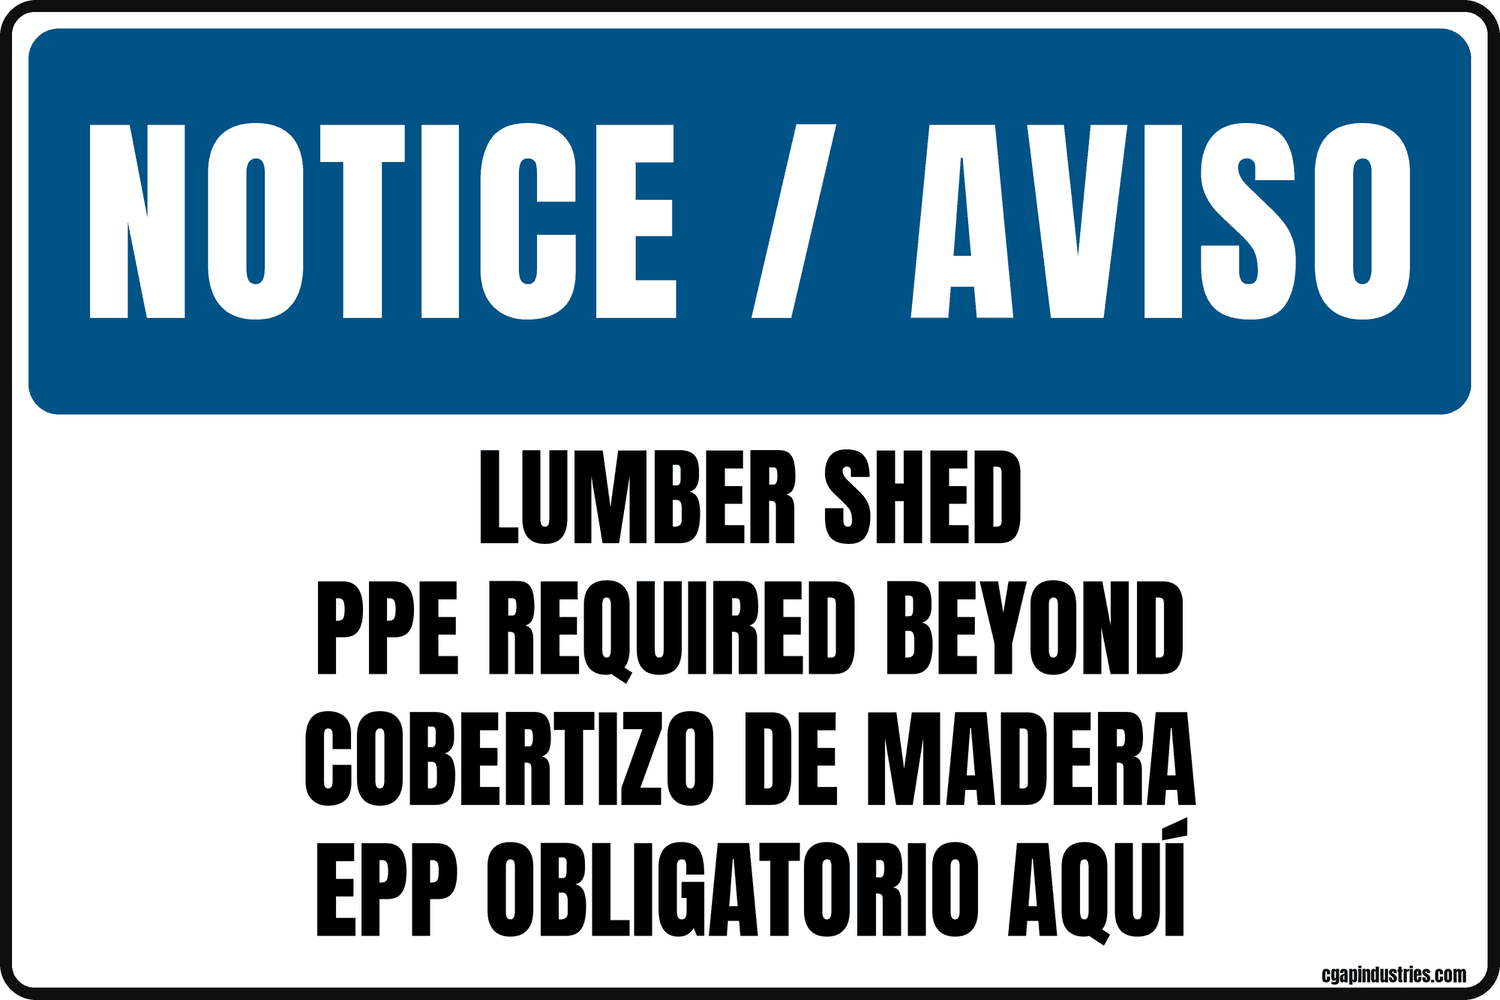 NOTICE / AVISO
LUMBER SHED
PPE REQUIRED BEYOND
COBERTIZO DE MADERA
EPP OBLIGATORIO AQUÍ
cgapindustries.com